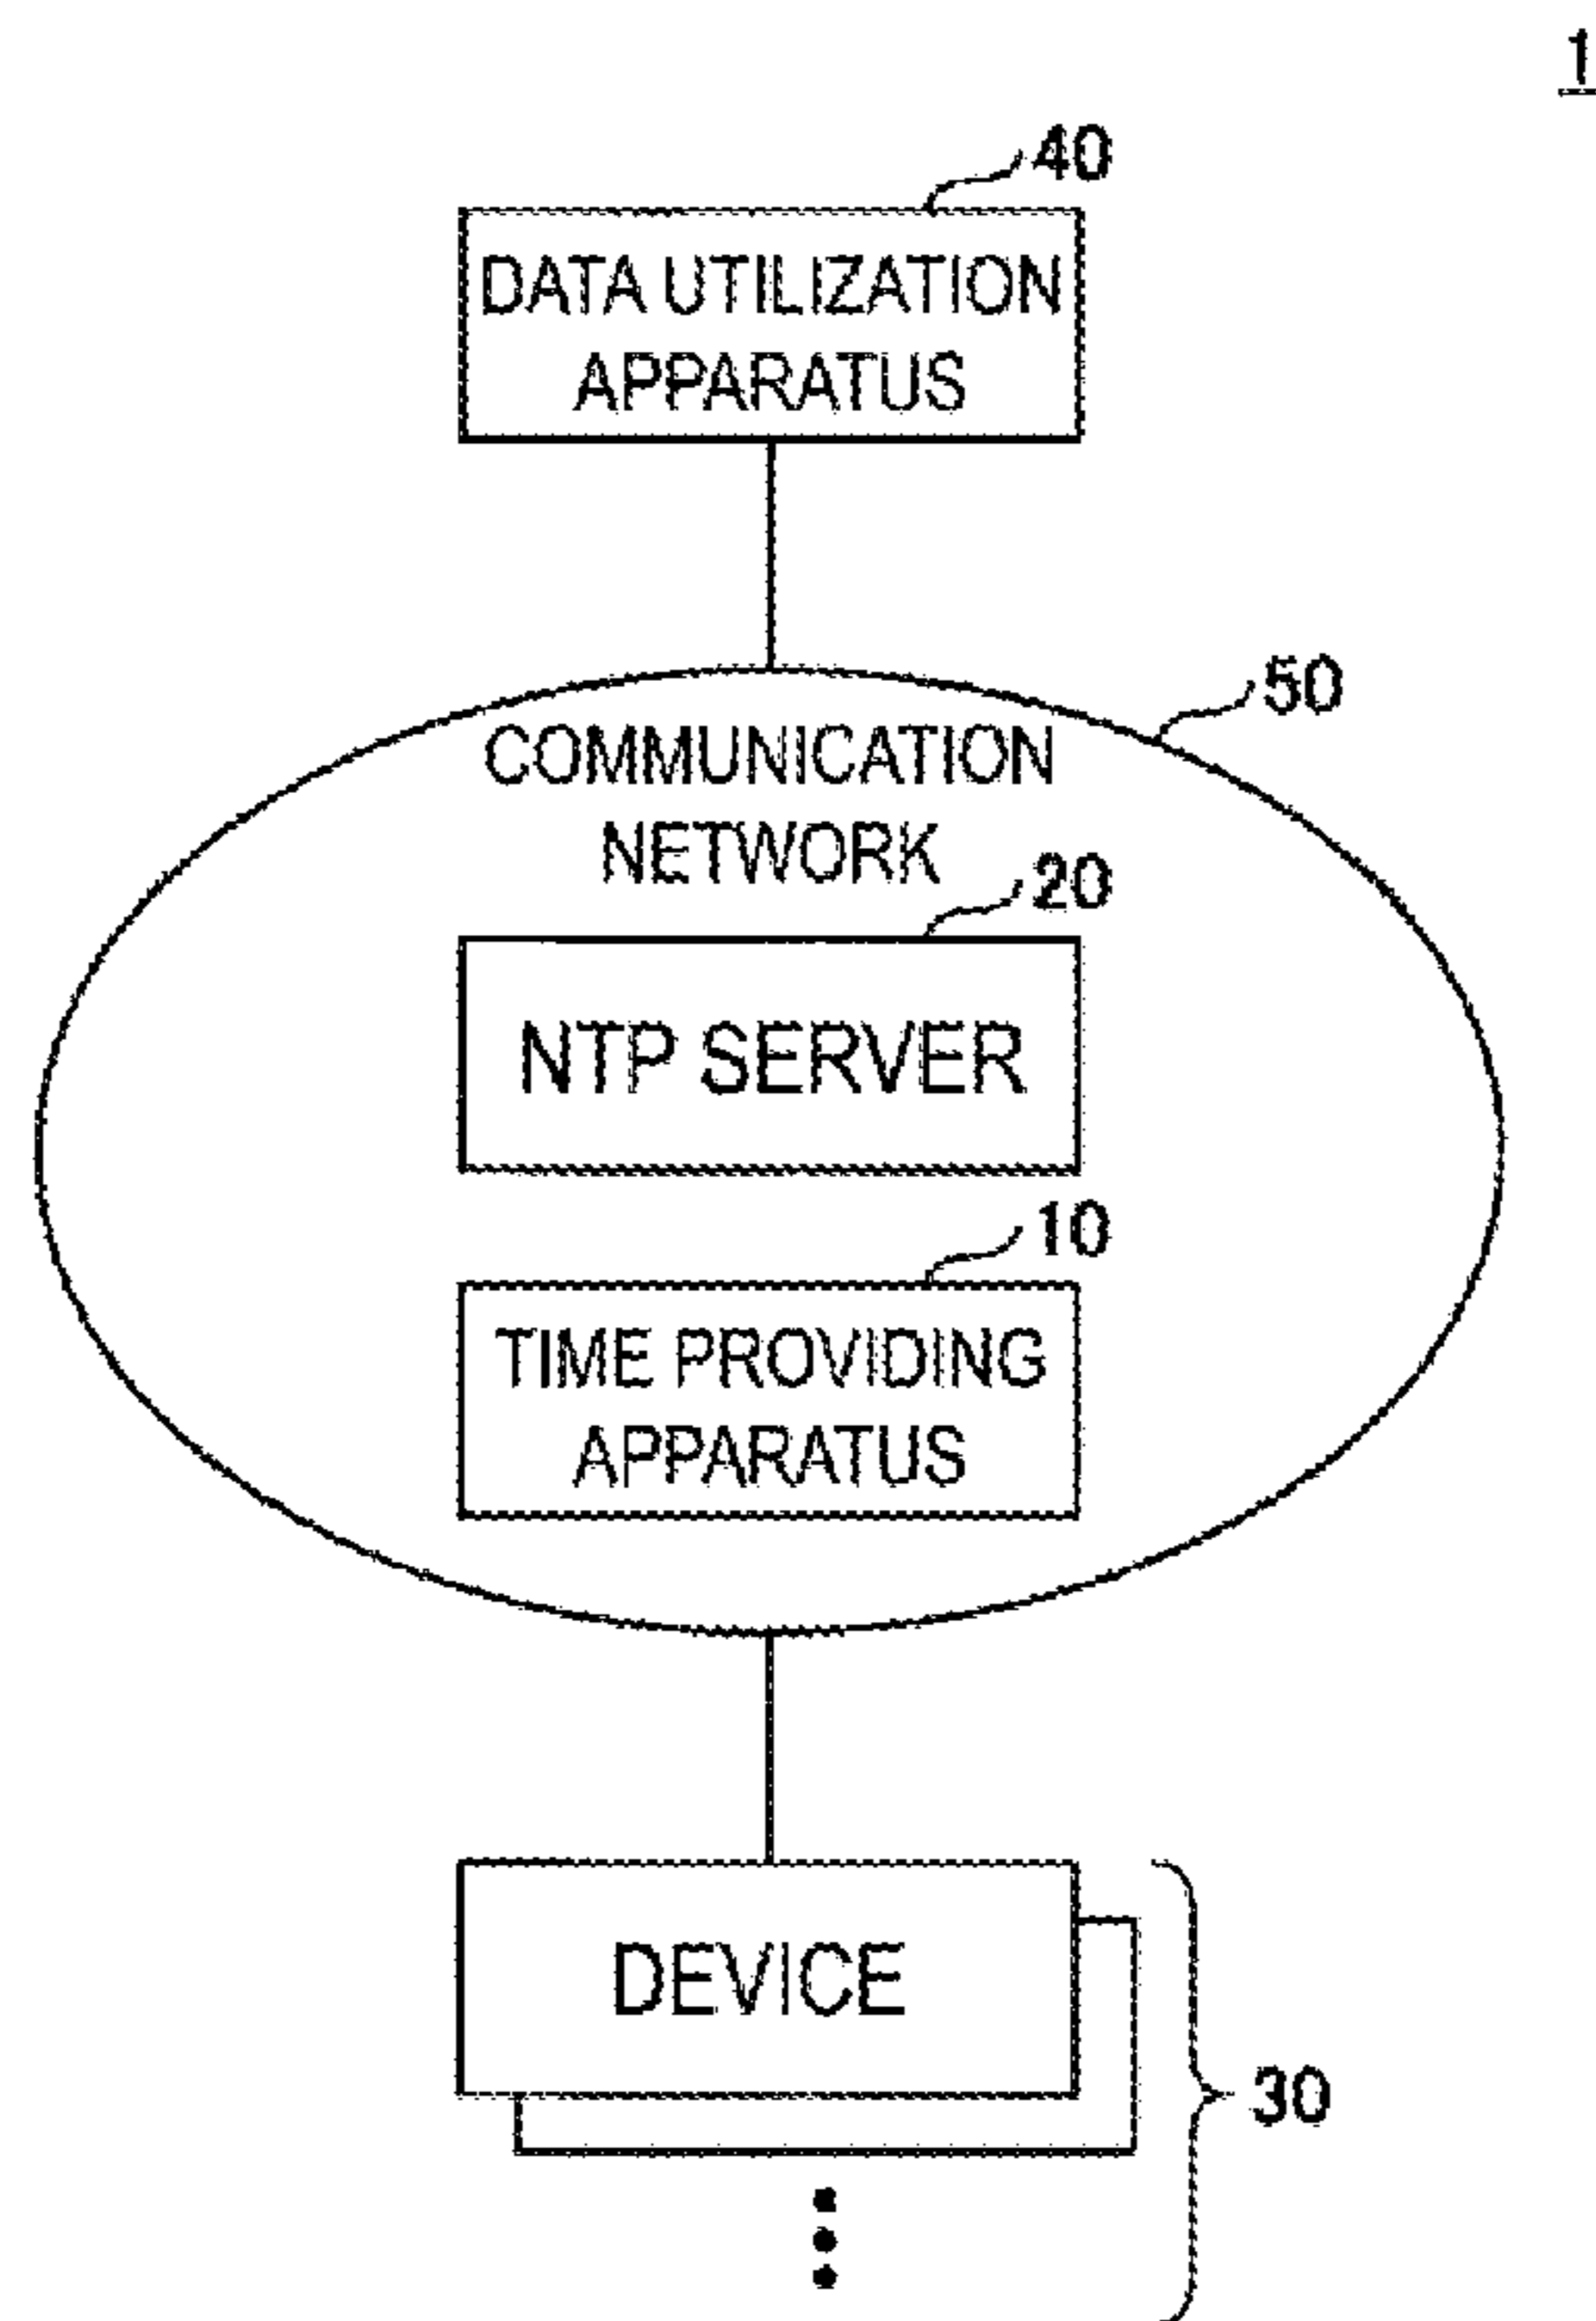 1
40
DATA UTILIZATION
APPARATUS
50
COMMUNICATION
NETWORK
20
NTP SERVER
10
TIME PROVIDING
APPARATUS
DEVICE
30